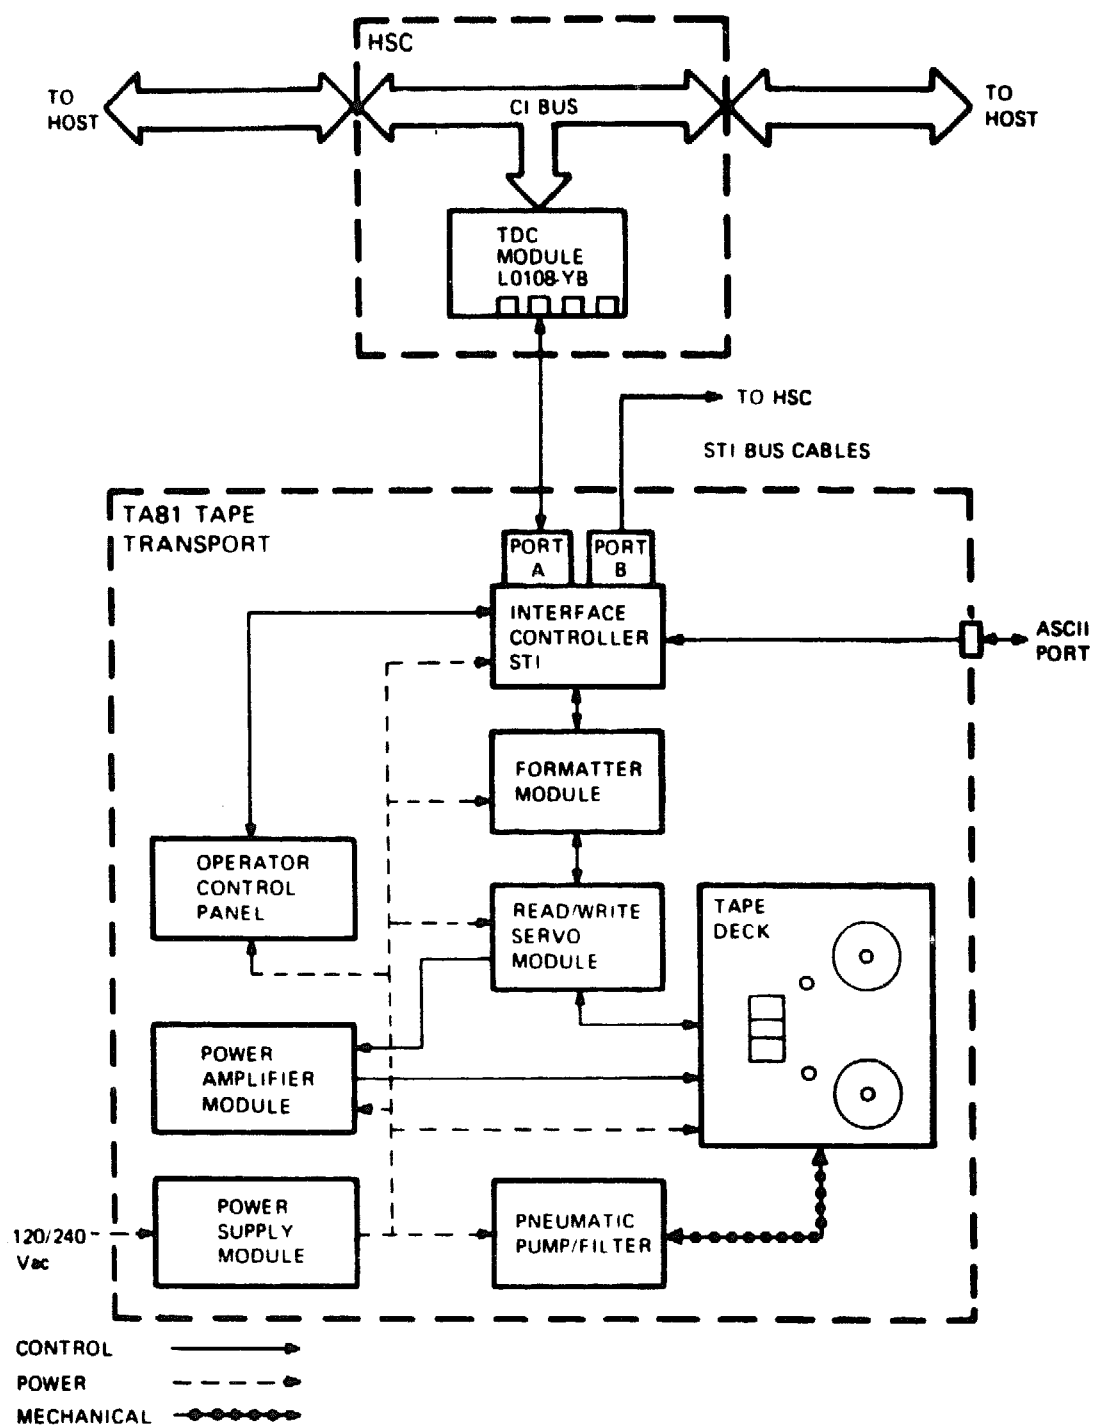 HSC
TO
HOST
CI BUS
TO
HOST
TDC
MODULE
L0108-YB
TO HSC
STI BUS CABLES
TA81 TAPE
TRANSPORT
PORT
A
PORT
B
INTERFACE
CONTROLLER
STI
ASCII
PORT
FORMATTER
MODULE
OPERATOR
CONTROL
PANEL
READ/WRITE
SERVO
MODULE
TAPE
DECK
POWER
AMPLIFIER
MODULE
POWER
SUPPLY
MODULE
PNEUMATIC
PUMP/FILTER
120/240
Vac
CONTROL
POWER
MECHANICAL